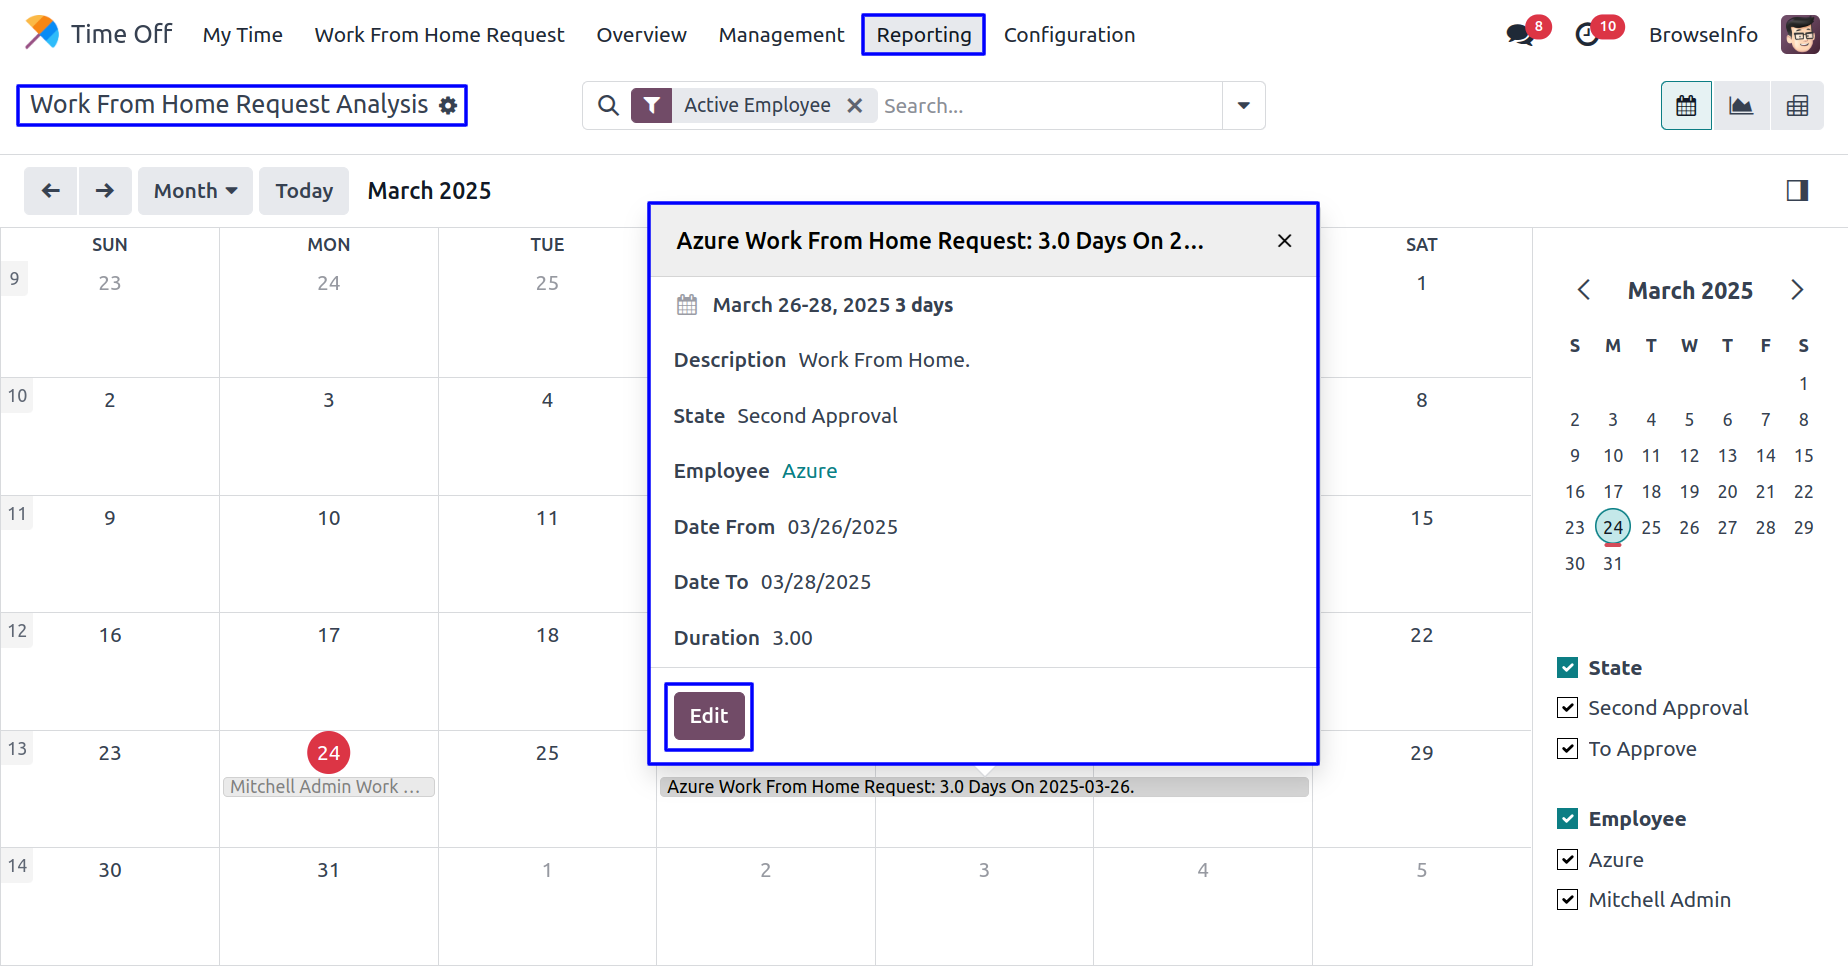 Time Off My Time Work From Home Request Overview Management Reporting Configuration 8 10 BrowseInfo
Work From Home Request Analysis Active Employee Search...
Month Today March 2025
SUN MON TUE SAT
9 23 24 25 1
10 2 3 4 8
11 9 10 11 15
12 16 17 18 22
13 23 24 25 29
Mitchell Admin Work ... Azure Work From Home Request: 3.0 Days On 2025-03-26.
14 30 31 1 2 3 4 5
Azure Work From Home Request: 3.0 Days On 2...
March 26-28, 2025 3 days
Description Work From Home.
State Second Approval
Employee Azure
Date From 03/26/2025
Date To 03/28/2025
Duration 3.00
Edit
March 2025
S M T W T F S
1
2 3 4 5 6 7 8
9 10 11 12 13 14 15
16 17 18 19 20 21 22
23 24 25 26 27 28 29
30 31
State
Second Approval
To Approve
Employee
Azure
Mitchell Admin